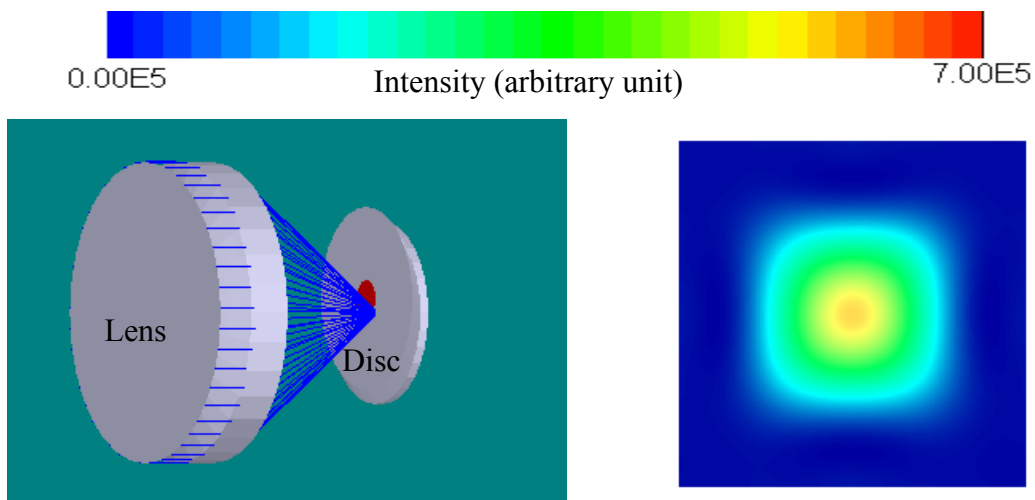 0.00E5
Intensity (arbitrary unit)
7.00E5
Lens
Disc